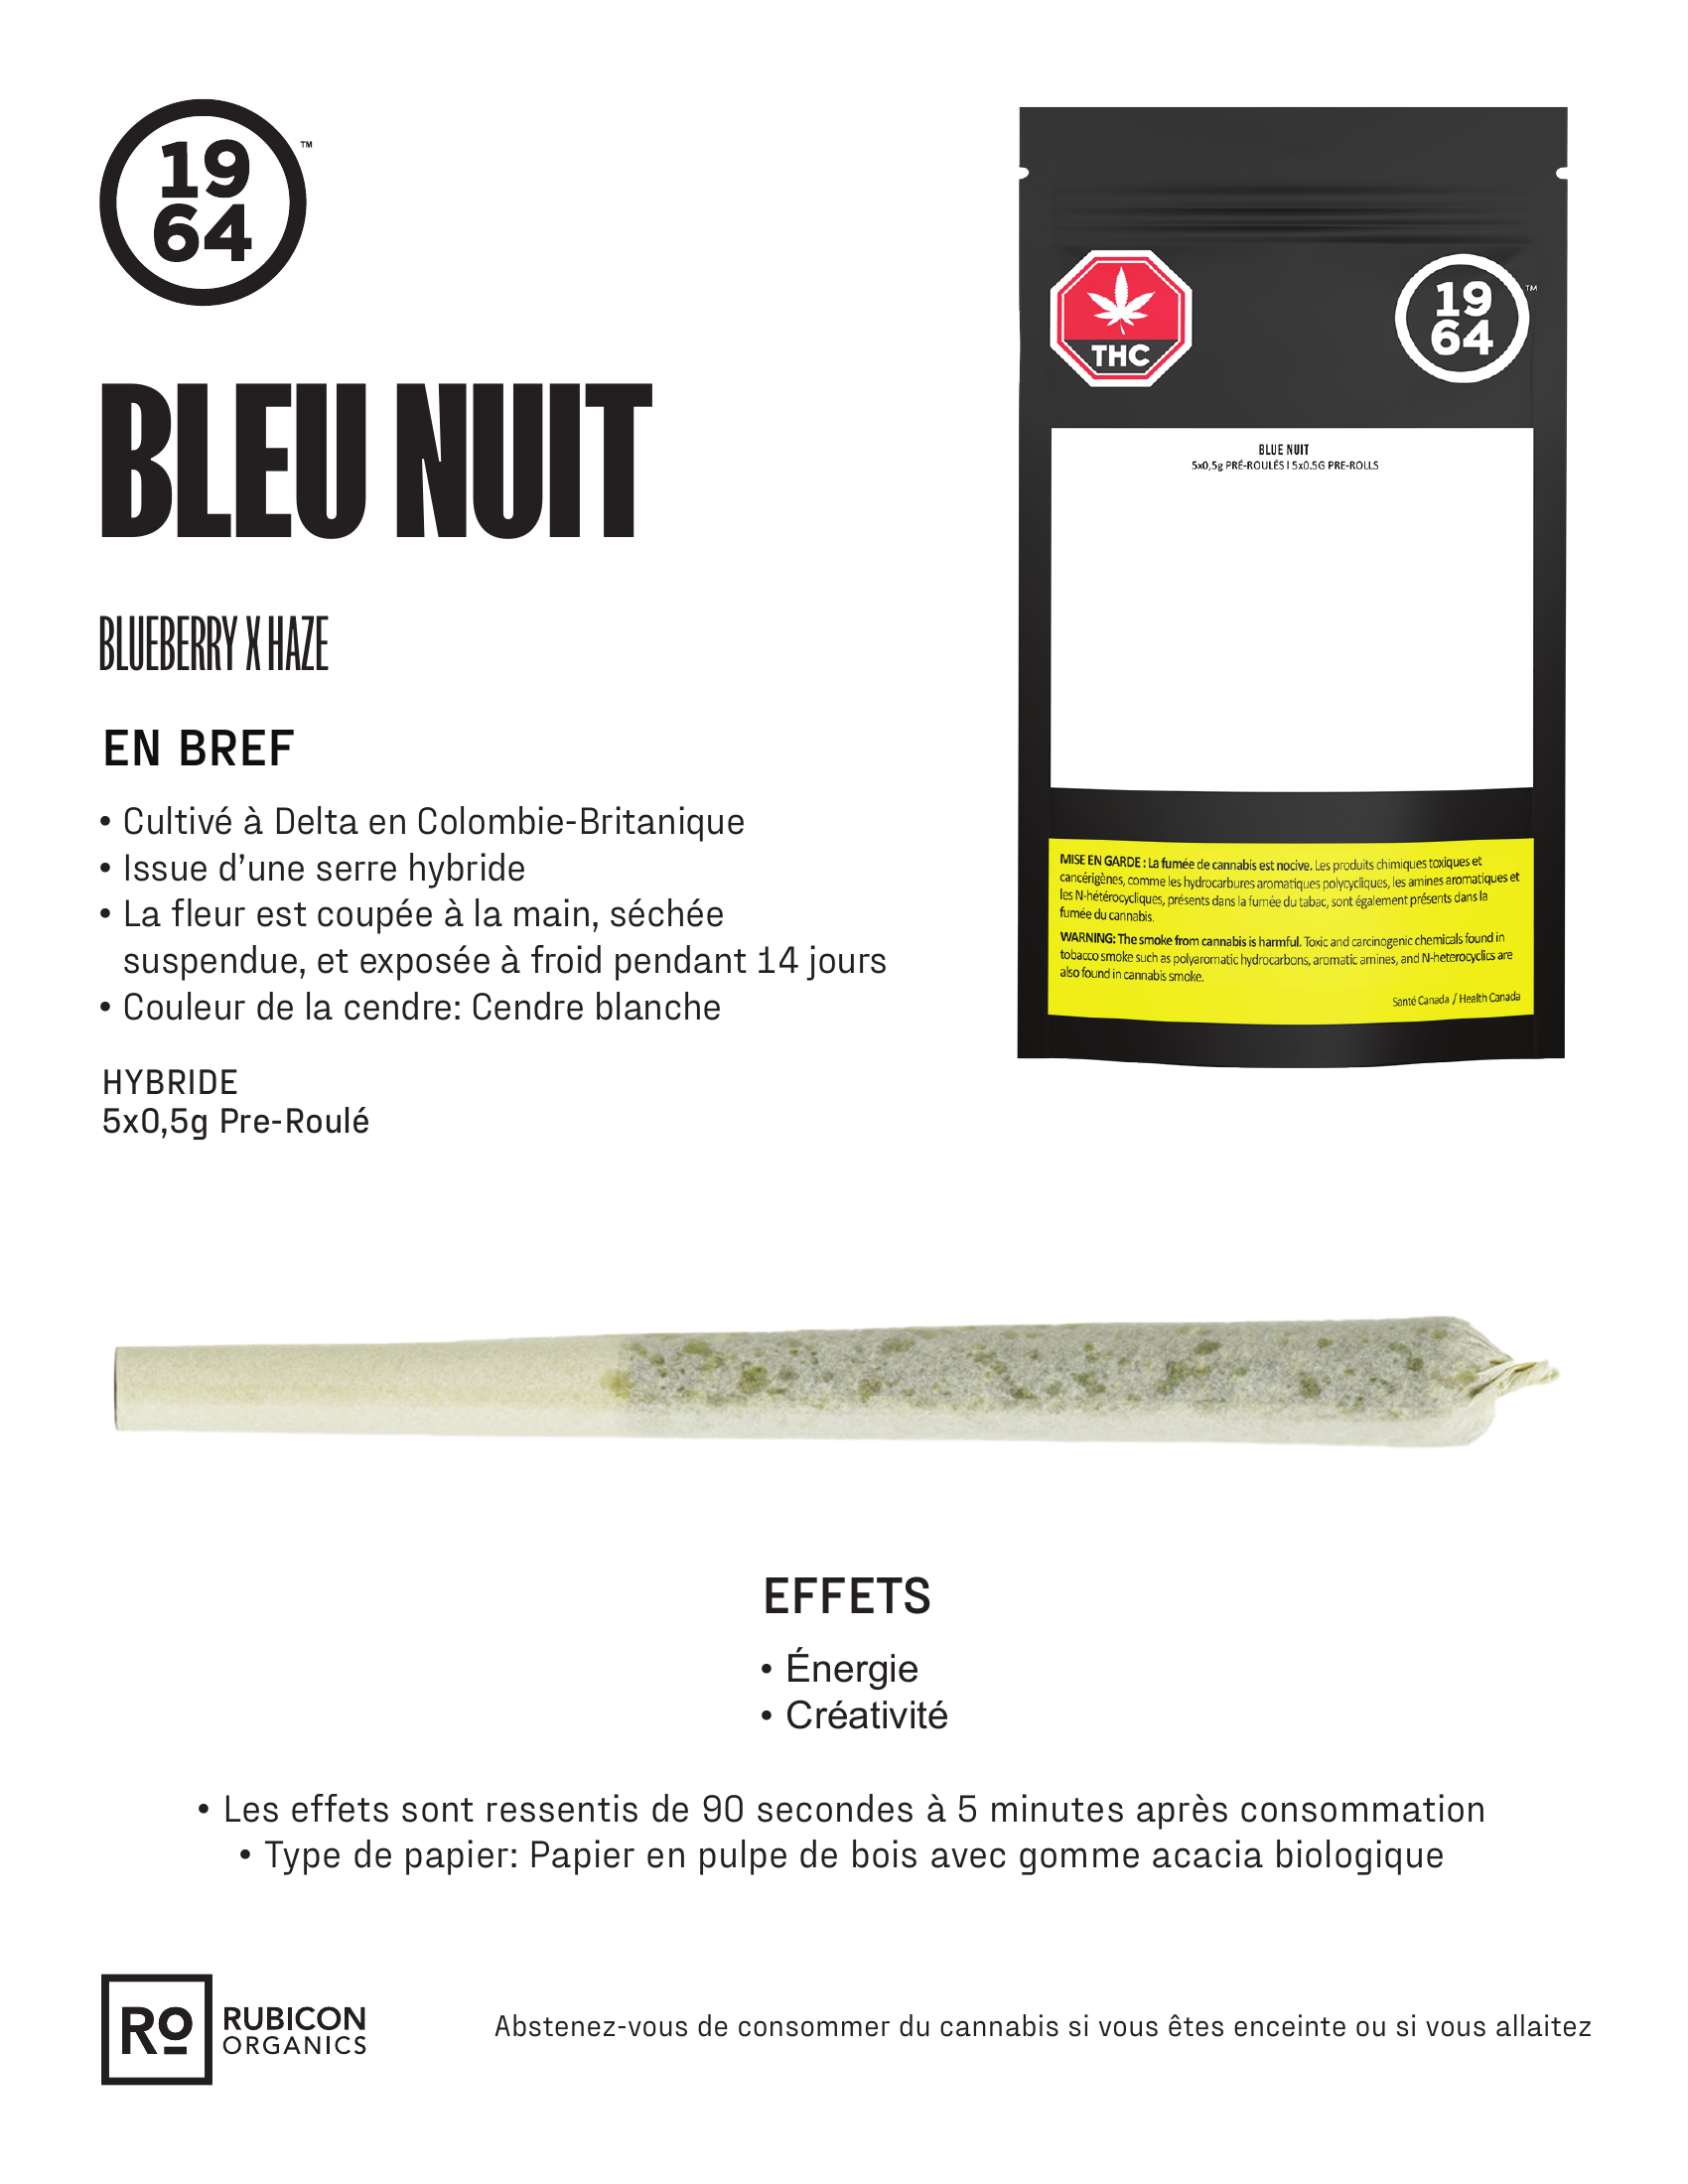 19
64
™
BLEU NUIT
BLUEBERRY X HAZE
EN BREF
• Cultivé à Delta en Colombie-Britanique
• Issue d’une serre hybride
• La fleur est coupée à la main, séchée
suspendue, et exposée à froid pendant 14 jours
• Couleur de la cendre: Cendre blanche
HYBRIDE
5x0,5g Pre-Roulé
THC
19
64
™
BLUE NUIT
5x0,5g PRÉ-ROULÉS I 5x0.5G PRE-ROLLS
MISE EN GARDE : La fumée de cannabis est nocive. Les produits chimiques toxiques et
cancérigènes, comme les hydrocarbures aromatiques polycycliques, les amines aromatiques et
les N-hétérocycliques, présents dans la fumée du tabac, sont également présents dans la
fumée du cannabis.
WARNING: The smoke from cannabis is harmful. Toxic and carcinogenic chemicals found in
tobacco smoke such as polyaromatic hydrocarbons, aromatic amines, and N-heterocyclics are
also found in cannabis smoke.
Santé Canada / Health Canada
EFFETS
• Énergie
• Créativité
• Les effets sont ressentis de 90 secondes à 5 minutes après consommation
• Type de papier: Papier en pulpe de bois avec gomme acacia biologique
Ro
RUBICON
ORGANICS
Abstenez-vous de consommer du cannabis si vous êtes enceinte ou si vous allaitez